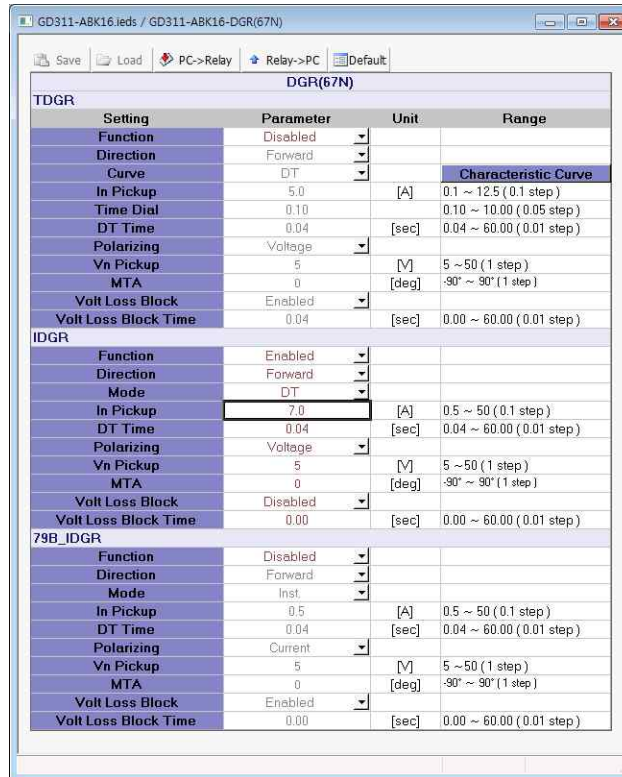 GD311-ABK16.ieds / GD311-ABK16-DGR(67N)
Save Load PC->Relay Relay->PC Default
DGR(67N)
TDGR
Setting Parameter Unit Range
Function Disabled
Direction Forward
Curve DT Characteristic Curve
In Pickup 5.0 [A] 0.1 ~ 12.5 ( 0.1 step )
Time Dial 0.10 0.10 ~ 10.00 ( 0.05 step )
DT Time 0.04 [sec] 0.04 ~ 60.00 ( 0.01 step )
Polarizing Voltage
Vn Pickup 5 [V] 5 ~50 ( 1 step )
MTA 0 [deg] -90° ~ 90° ( 1 step )
Volt Loss Block Enabled
Volt Loss Block Time 0.04 [sec] 0.00 ~ 60.00 ( 0.01 step )
IDGR
Function Enabled
Direction Forward
Mode DT
In Pickup 7.0 [A] 0.5 ~ 50 ( 0.1 step )
DT Time 0.04 [sec] 0.04 ~ 60.00 ( 0.01 step )
Polarizing Voltage
Vn Pickup 5 [V] 5 ~50 ( 1 step )
MTA 0 [deg] -90° ~ 90° ( 1 step )
Volt Loss Block Disabled
Volt Loss Block Time 0.00 [sec] 0.00 ~ 60.00 ( 0.01 step )
79B_IDGR
Function Disabled
Direction Forward
Mode Inst.
In Pickup 0.5 [A] 0.5 ~ 50 ( 0.1 step )
DT Time 0.04 [sec] 0.04 ~ 60.00 ( 0.01 step )
Polarizing Current
Vn Pickup 5 [V] 5 ~50 ( 1 step )
MTA 0 [deg] -90° ~ 90° ( 1 step )
Volt Loss Block Enabled
Volt Loss Block Time 0.00 [sec] 0.00 ~ 60.00 ( 0.01 step )